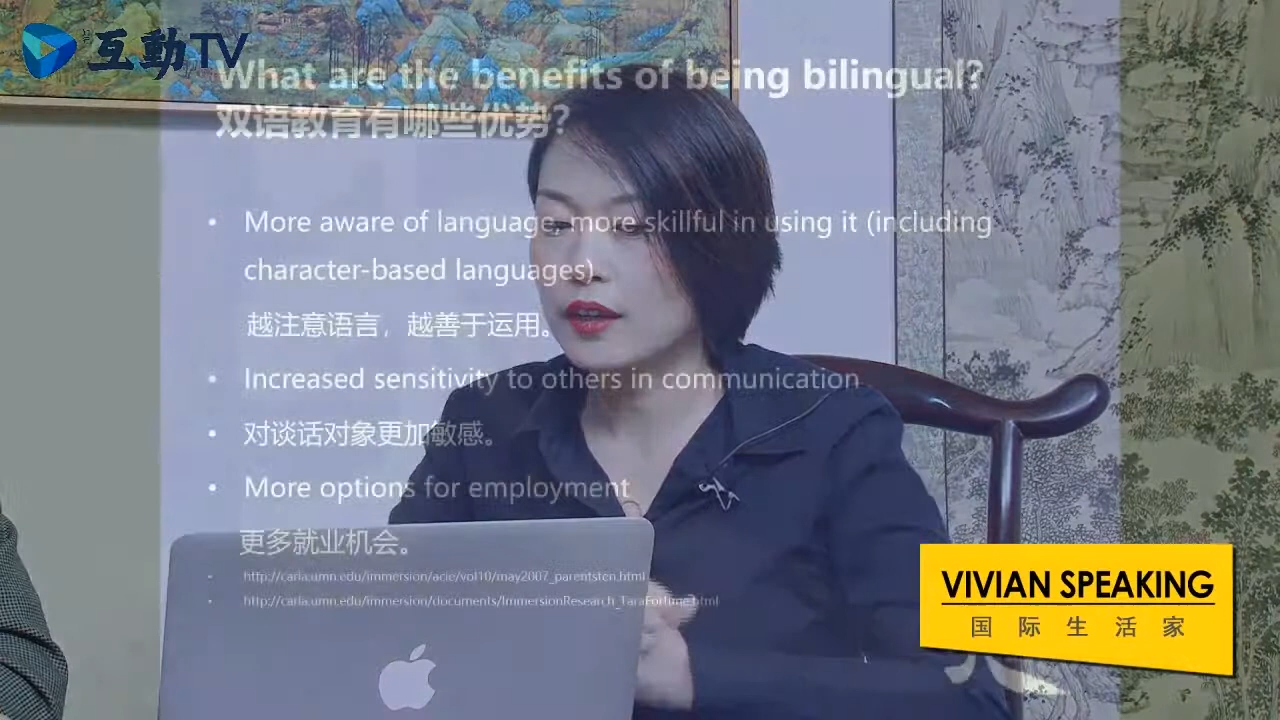 互動TV
What are the benefits of being bilingual?
双语教育有哪些优势？
• More aware of language, more skillful in using it (including
character-based languages)
越注意语言，越善于运用。
• Increased sensitivity to others in communication
• 对谈话对象更加敏感。
• More options for employment
更多就业机会。
• http://carla.umn.edu/immersion/acie/vol10/may2007_parentsten.html
• http://carla.umn.edu/immersion/documents/ImmersionResearch_TaraFortune.html
VIVIAN SPEAKING
国际生活家